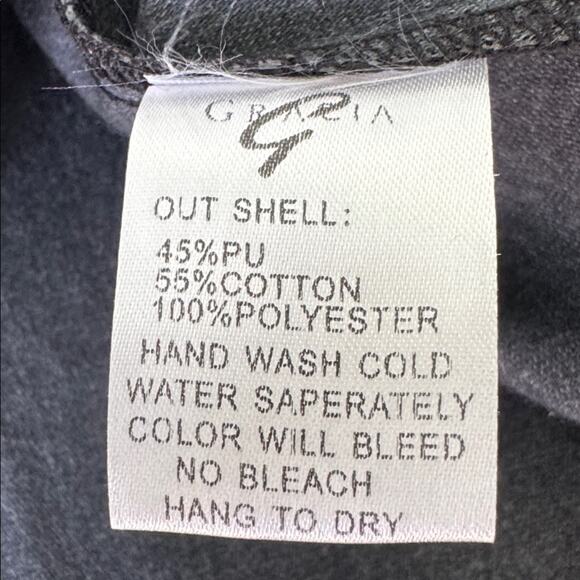 GRACIA
G
OUT SHELL:
45%PU
55%COTTON
100%POLYESTER
HAND WASH COLD
WATER SAPERATELY
COLOR WILL BLEED
NO BLEACH
HANG TO DRY